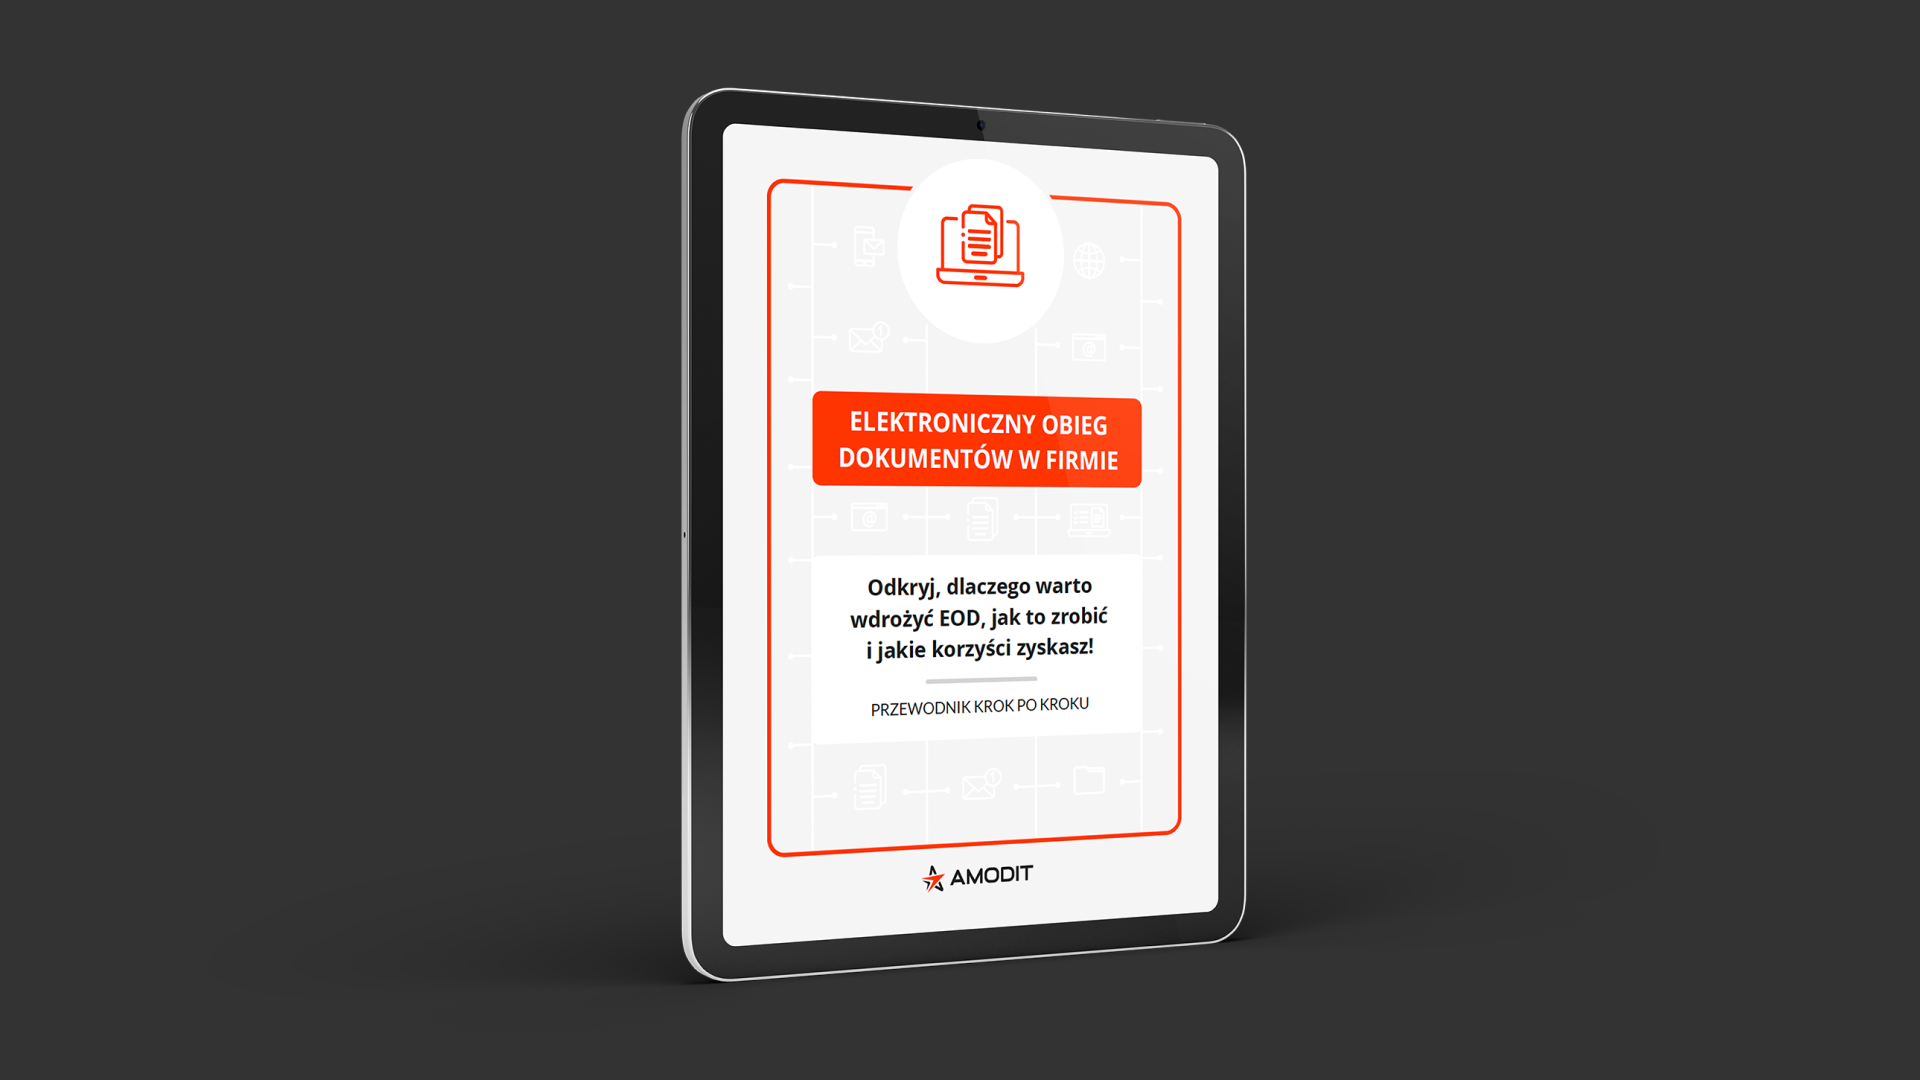 ELEKTRONICZNY OBIEG
DOKUMENTÓW W FIRMIE
Odkryj, dlaczego warto
wdrożyć EOD, jak to zrobić
i jakie korzyści zyskasz!
PRZEWODNIK KROK PO KROKU
AMODIT